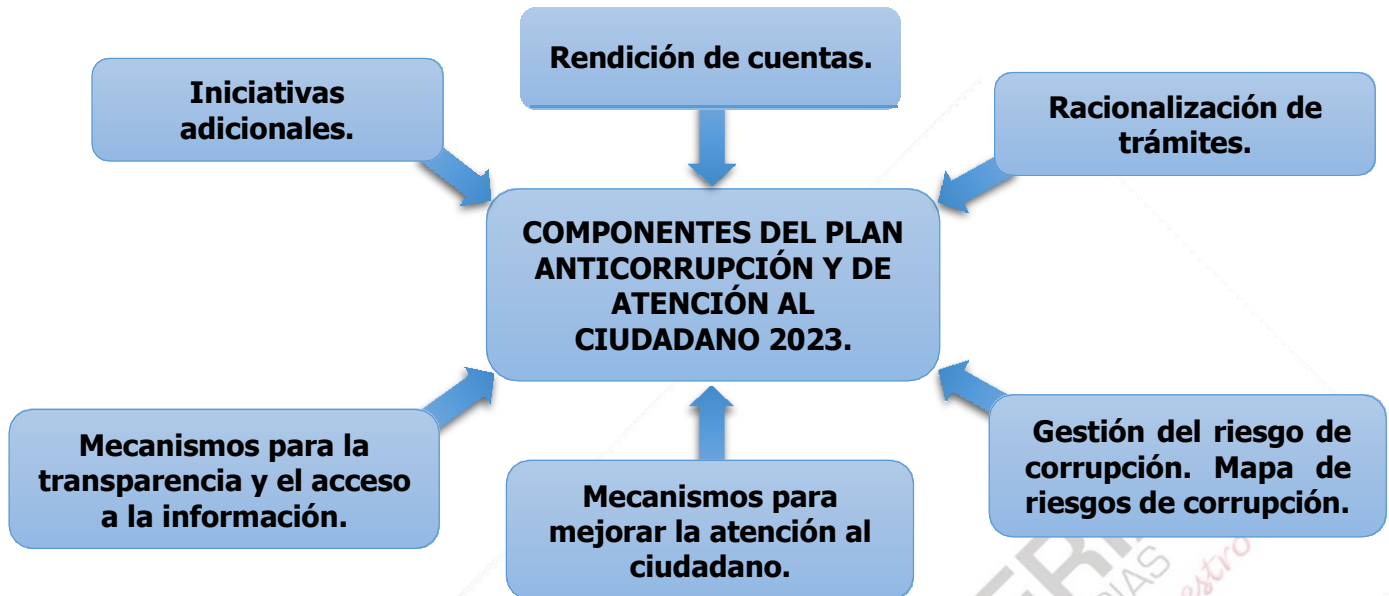 Rendición de cuentas.
Iniciativas
adicionales.
Racionalización de
trámites.
COMPONENTES DEL PLAN
ANTICORRUPCIÓN Y DE
ATENCIÓN AL
CIUDADANO 2023.
Mecanismos para la
transparencia y el acceso
a la información.
Mecanismos para
mejorar la atención al
ciudadano.
Gestión del riesgo de
corrupción. Mapa de
riesgos de corrupción.